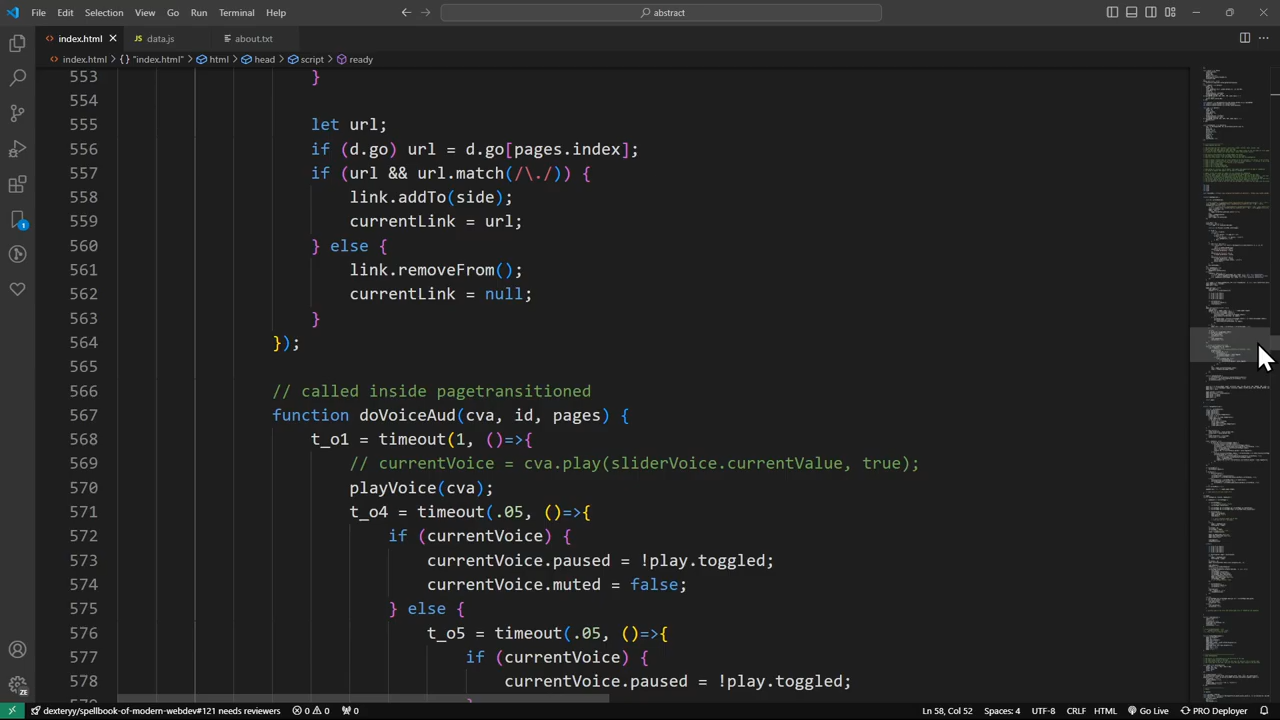 File Edit Selection View Go Run Terminal Help abstract
index.html JS data.js about.txt
index.html {} "index.html" html head script ready
553 }
554
555 let url;
556 if (d.go) url = d.go[pages.index];
557 if (url && url.match(/\./)) {
558 link.addTo(side);
559 currentLink = url;
560 } else {
561 link.removeFrom();
562 currentLink = null;
563 }
564 });
565
566 // called inside pagetransitioned
567 function doVoiceAud(cva, id, pages) {
568 t_o1 = timeout(1, ()=>{
569 currentVoice = play(sliderVoice.currentValue, true);
570 playVoice(cva);
571 t_o4 = timeout(.05, ()=>{
572 if (currentVoice) {
573 currentVoice.paused = !play.toggled;
574 currentVoice.muted = false;
575 } else {
576 t_o5 = timeout(.05, ()=>{
577 if (currentVoice) {
578 currentVoice.paused = !play.toggled;
ZE dextery/spellbook-of-modern-webdev#121 needs reviewers 0 0 0 Ln 58, Col 52 Spaces: 4 UTF-8 CRLF HTML Go Live PRO Deployer